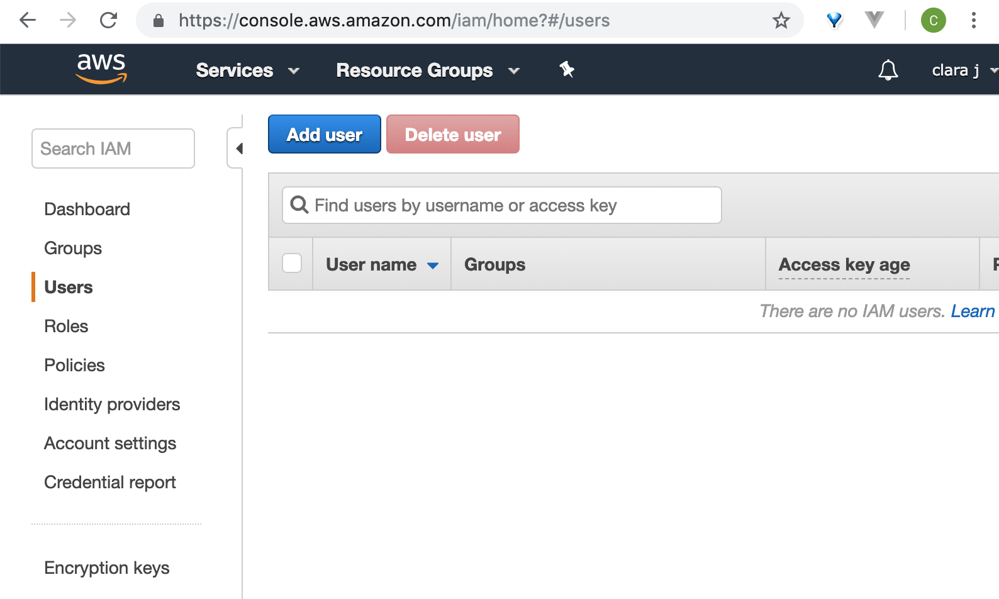 https://console.aws.amazon.com/iam/home?#/users
C
aws
Services
Resource Groups
clara j
Search IAM
Add user
Delete user
Find users by username or access key
User name
Groups
Access key age
There are no IAM users. Learn
Dashboard
Groups
Users
Roles
Policies
Identity providers
Account settings
Credential report
Encryption keys